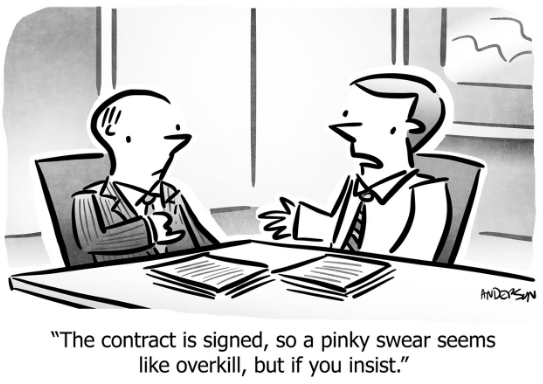 ANDERSON
“The contract is signed, so a pinky swear seems
like overkill, but if you insist.”